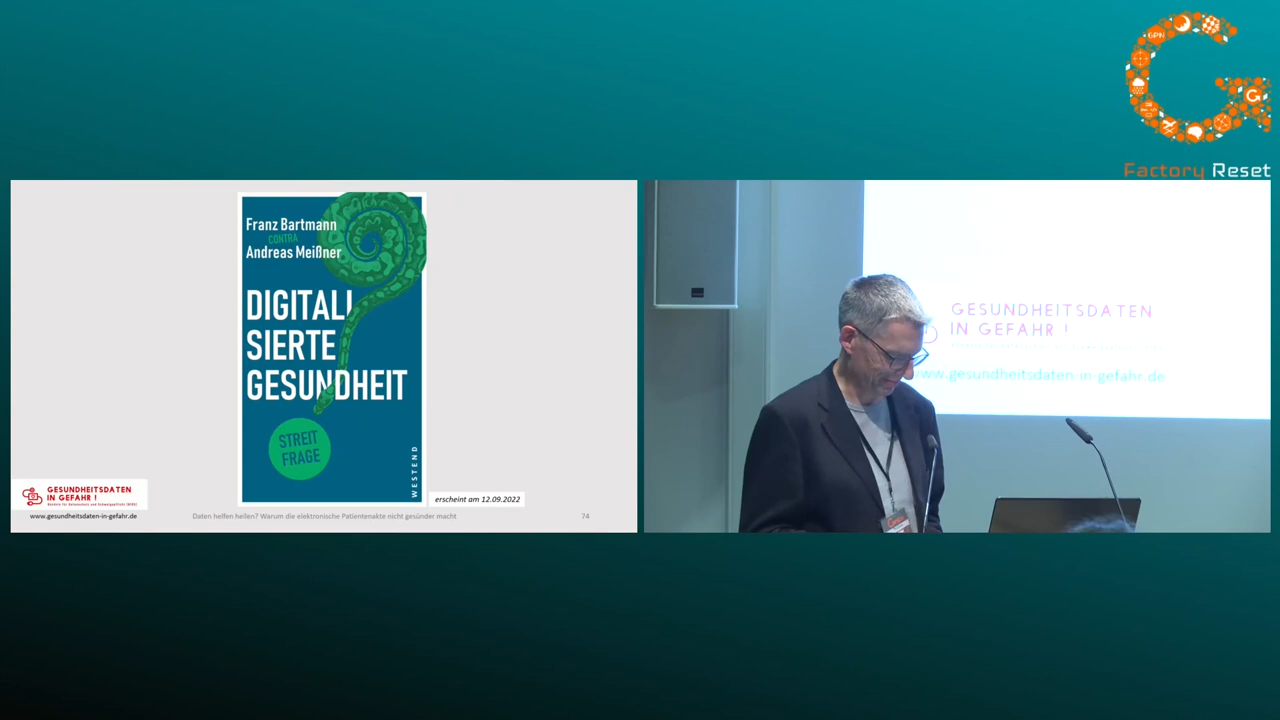 GPN
Factory Reset
Franz Bartmann
CONTRA
Andreas Meißner
DIGITALI
SIERTE
GESUNDHEIT
STREIT
FRAGE
WESTEND
GESUNDHEITSDATEN
IN GEFAHR !
www.gesundheitsdaten-in-gefahr.de
erscheint am 12.09.2022
Daten helfen heilen? Warum die elektronische Patientenakte nicht gesünder macht
74
GESUNDHEITSDATEN
IN GEFAHR !
www.gesundheitsdaten-in-gefahr.de